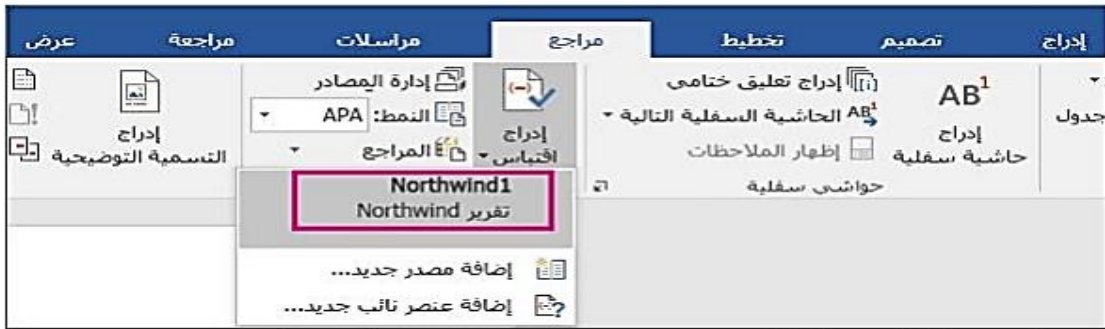 إدراج تصميم تخطيط مراجع مراسلات مراجعة عرض
جدول
AB1
إدراج
حاشية سفلية
إدراج تعليق ختامي
الحاشية السفلية التالية
إظهار الملاحظات
حواشي سفلية
إدراج
اقتباس
إدارة المصادر
النمط: APA
المراجع
إدراج
التسمية التوضيحية
Northwind1
تقرير Northwind
إضافة مصدر جديد...
إضافة عنصر نائب جديد...